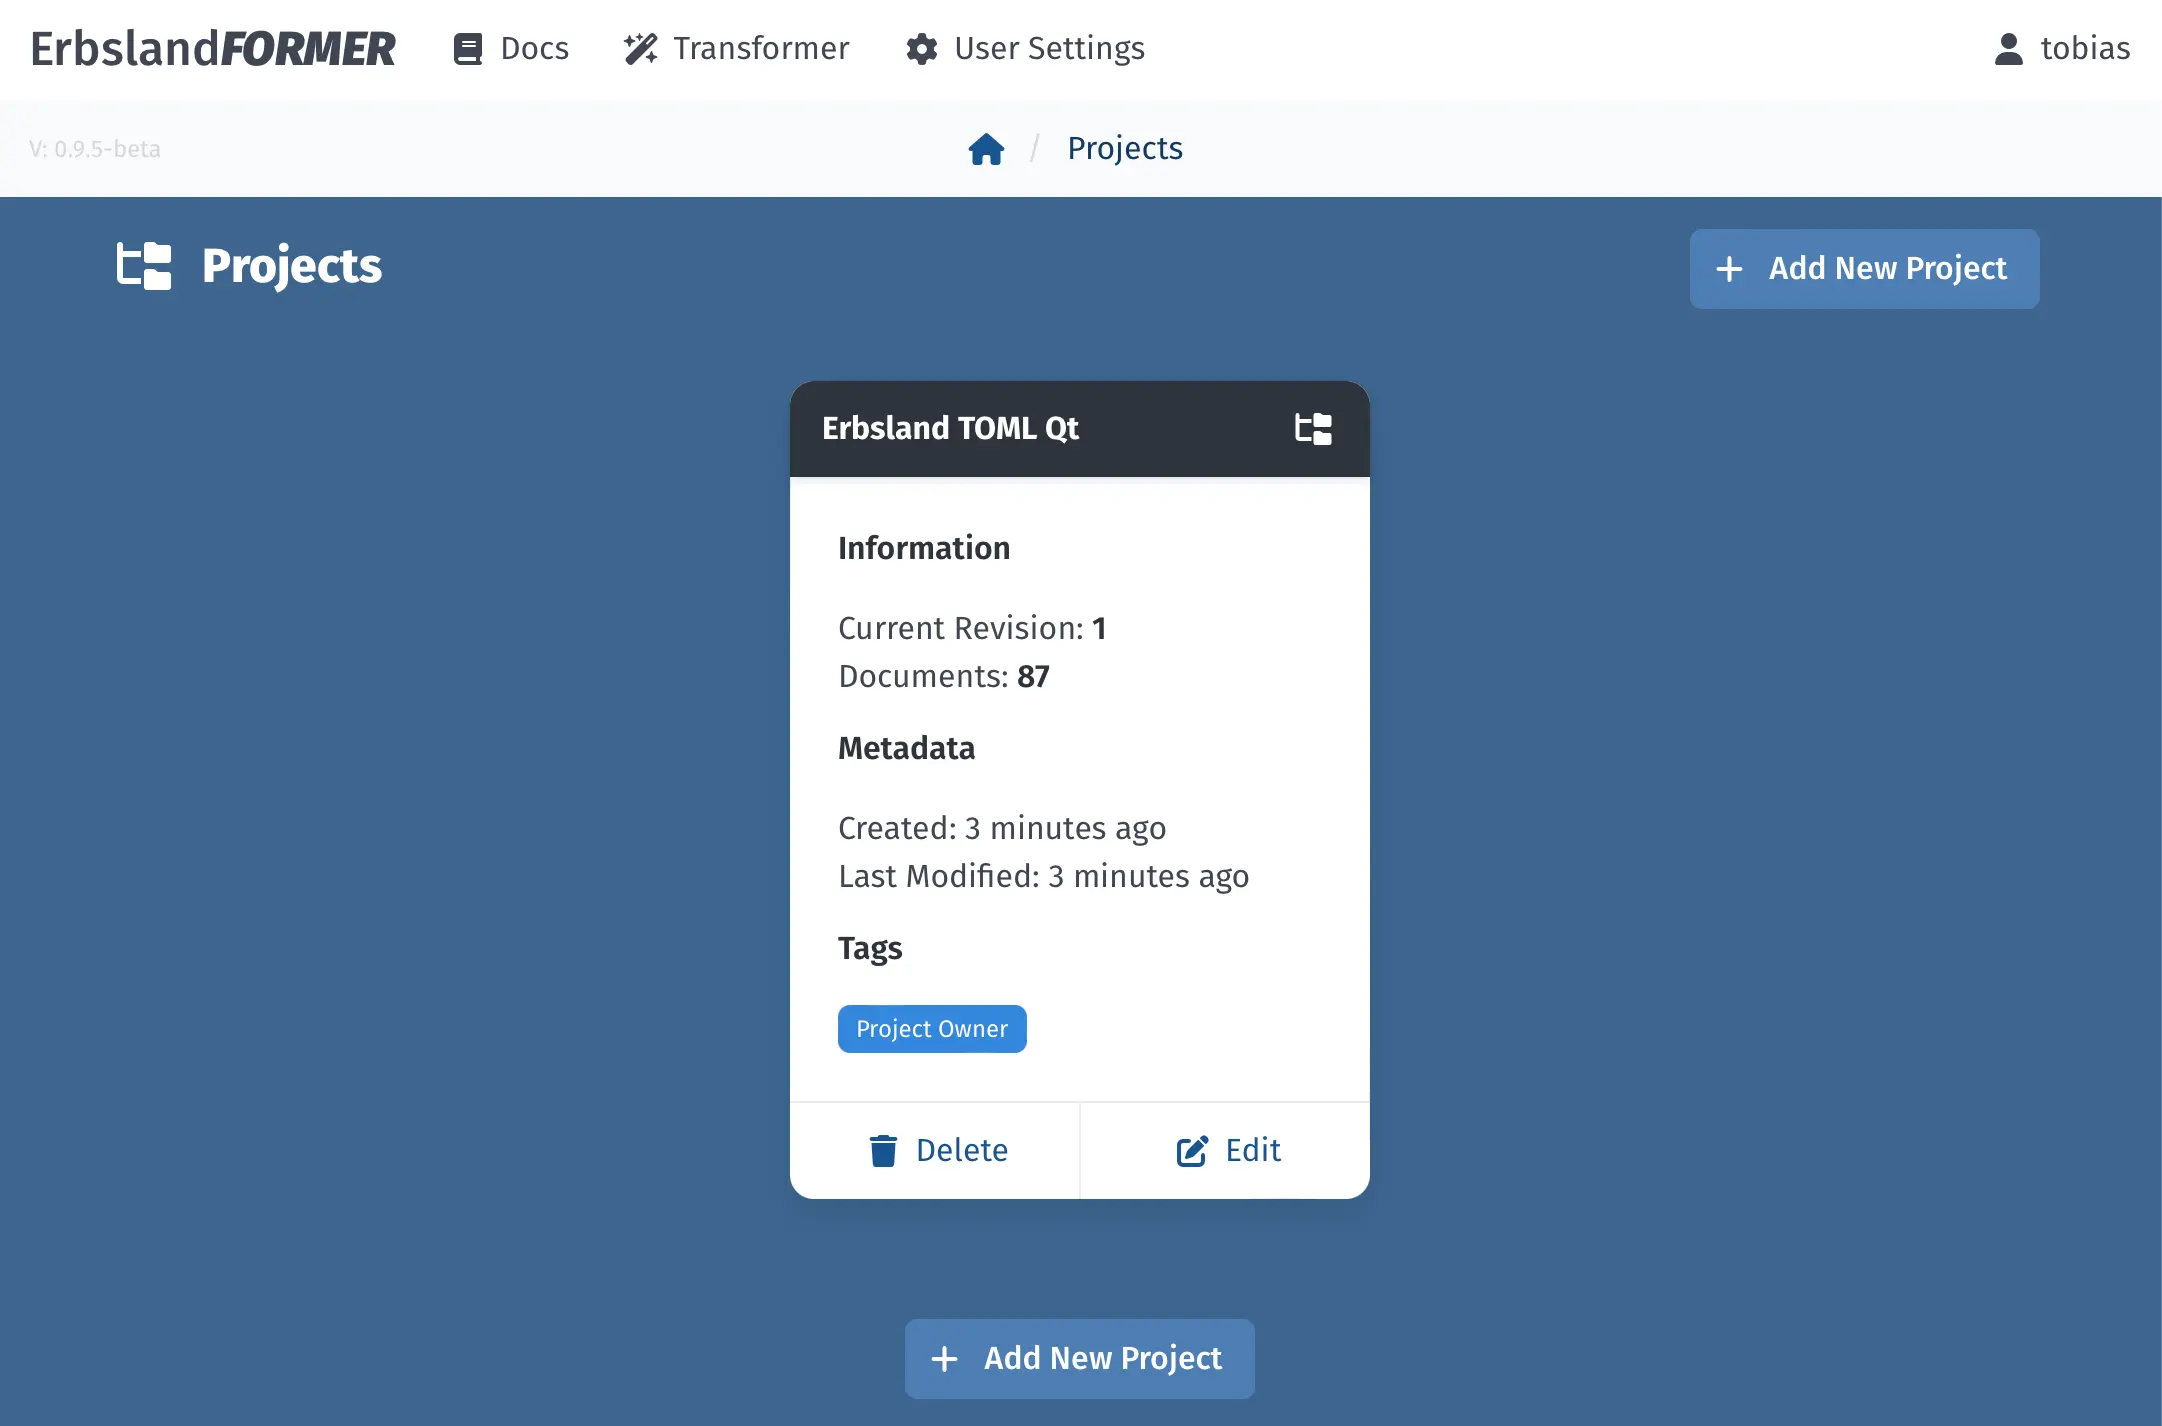 ErbslandFORMER Docs Transformer User Settings tobias
V: 0.9.5-beta / Projects
Projects
+ Add New Project
Erbsland TOML Qt
Information
Current Revision: 1
Documents: 87
Metadata
Created: 3 minutes ago
Last Modified: 3 minutes ago
Tags
Project Owner
Delete Edit
+ Add New Project